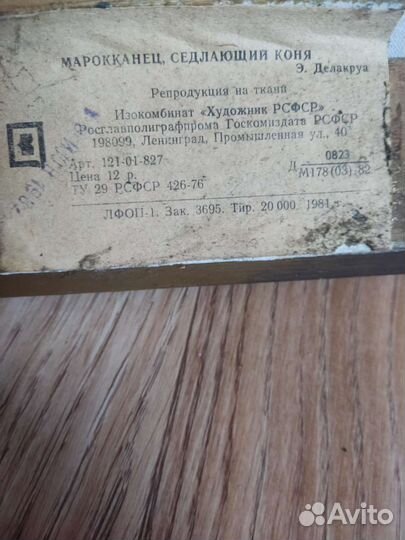 МАРОККАНЕЦ, СЕДЛАЮЩИЙ КОНЯ
Э. Делакруа
Репродукция на ткани
Изокомбинат «Художник РСФСР»
Росглавполиграфпрома Госкомиздата РСФСР
198099, Ленинград, Промышленная ул., 40
Арт. 121-01-827
Цена 12 р.
ТУ 29 РСФСР 426-76
Д 0823
М178(03).82
ЛФОП-1. Зак. 3695. Тир. 20 000. 1981 г.
Avito